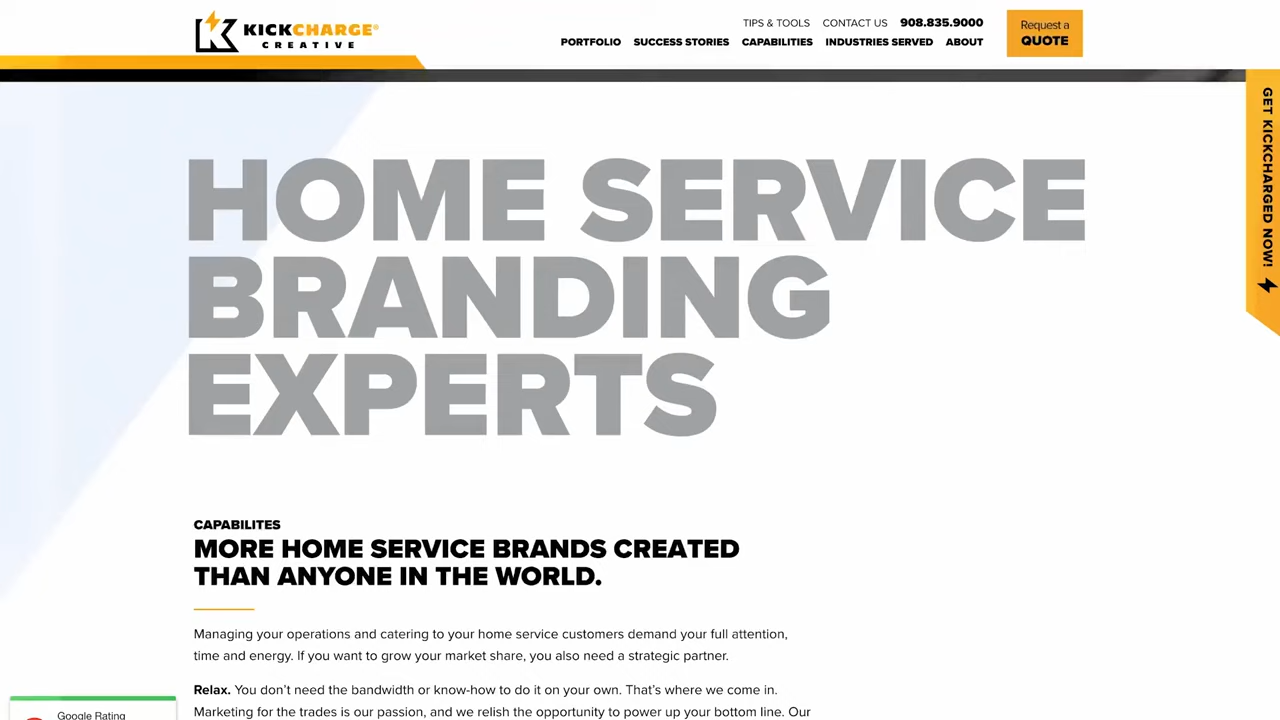 KICKCHARGE®
CREATIVE
TIPS & TOOLS CONTACT US 908.835.9000
PORTFOLIO SUCCESS STORIES CAPABILITIES INDUSTRIES SERVED ABOUT
Request a
QUOTE
GET KICKCHARGED NOW!
HOME SERVICE
BRANDING
EXPERTS
CAPABILITES
MORE HOME SERVICE BRANDS CREATED
THAN ANYONE IN THE WORLD.
Managing your operations and catering to your home service customers demand your full attention,
time and energy. If you want to grow your market share, you also need a strategic partner.
Relax. You don't need the bandwidth or know-how to do it on your own. That's where we come in.
Marketing for the trades is our passion, and we relish the opportunity to power up your bottom line. Our
Google Rating